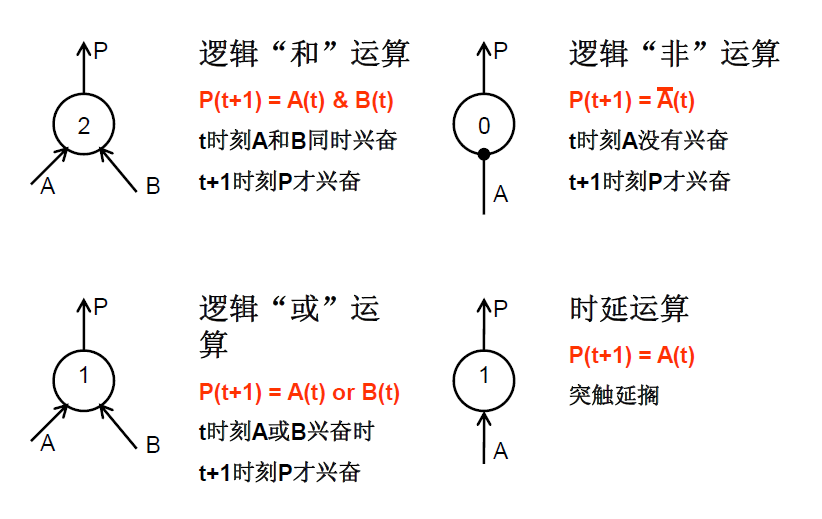 P
2
A
B
逻辑“和”运算
P(t+1) = A(t) & B(t)
t时刻A和B同时兴奋
t+1时刻P才兴奋
P
0
A
逻辑“非”运算
P(t+1) = A̅(t)
t时刻A没有兴奋
t+1时刻P才兴奋
P
1
A
B
逻辑“或”运
算
P(t+1) = A(t) or B(t)
t时刻A或B兴奋时
t+1时刻P才兴奋
P
1
A
时延运算
P(t+1) = A(t)
突触延搁